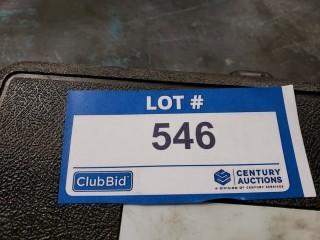 LOT #
546
ClubBid
CENTURY
AUCTIONS
A DIVISION OF CENTURY SERVICES